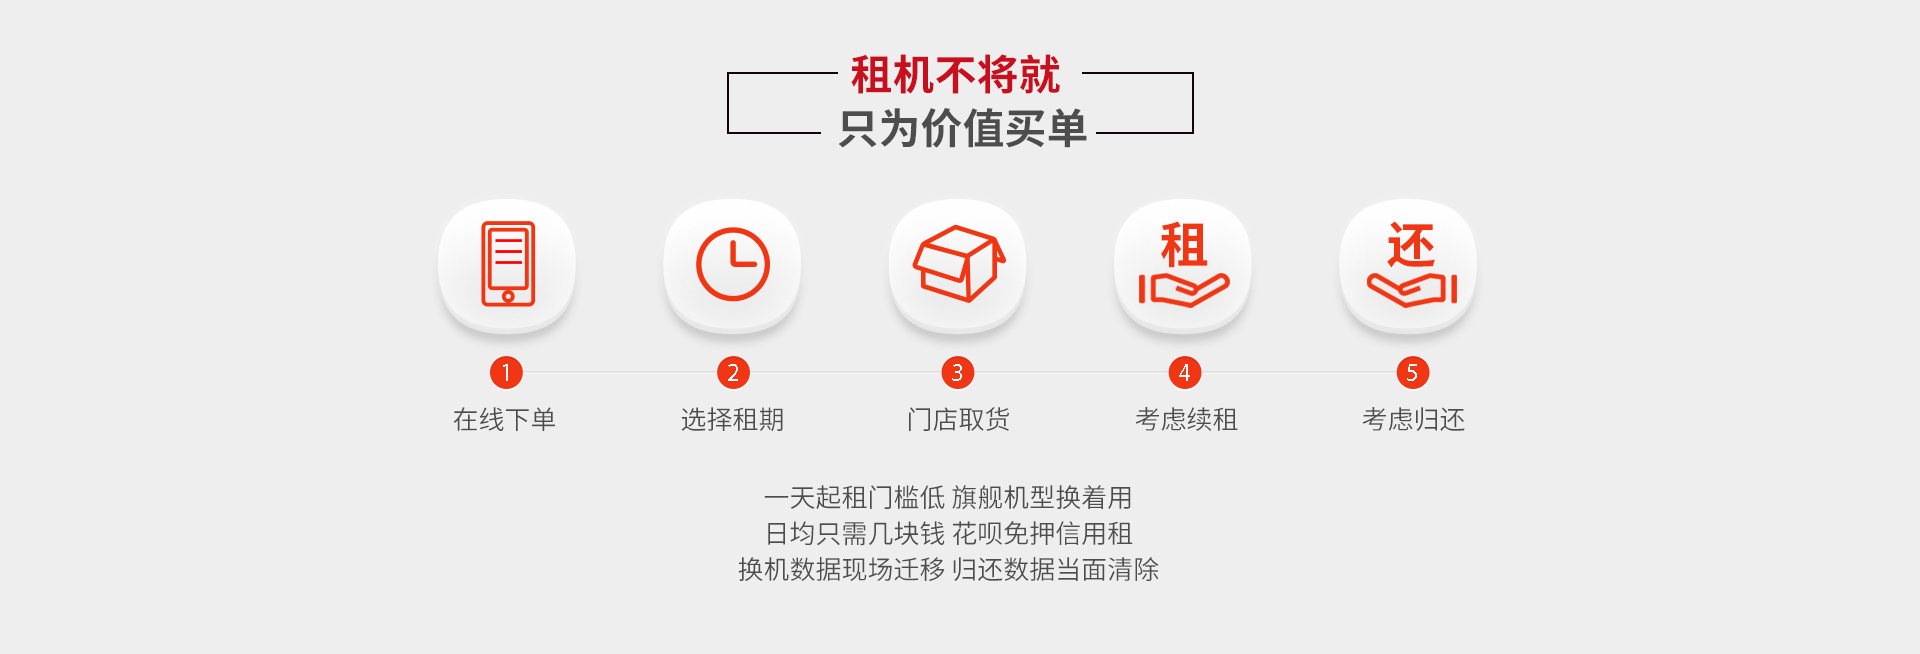 租机不将就
只为价值买单
租
还
1
2
3
4
5
在线下单
选择租期
门店取货
考虑续租
考虑归还
一天起租门槛低 旗舰机型换着用
日均只需几块钱 花呗免押信用租
换机数据现场迁移 归还数据当面清除